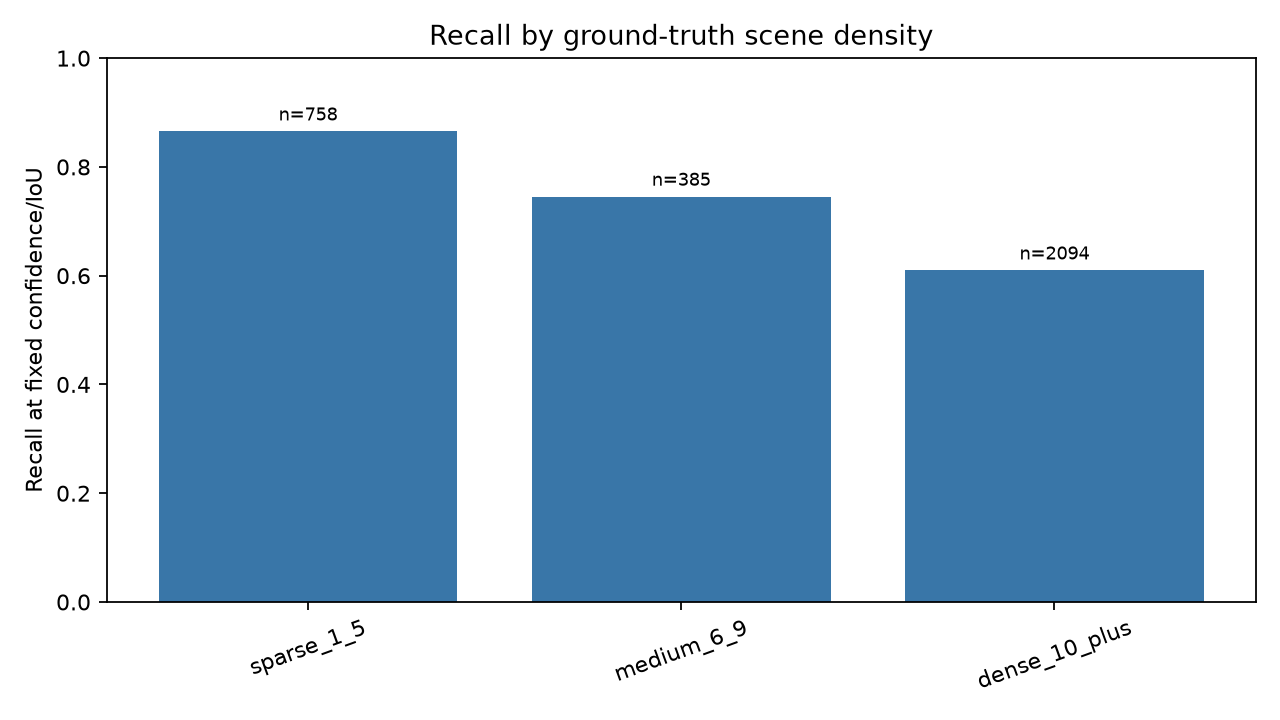 Recall by ground-truth scene density
Recall at fixed confidence/IoU
1.0
0.8
0.6
0.4
0.2
0.0
n=758
n=385
n=2094
sparse_1_5
medium_6_9
dense_10_plus